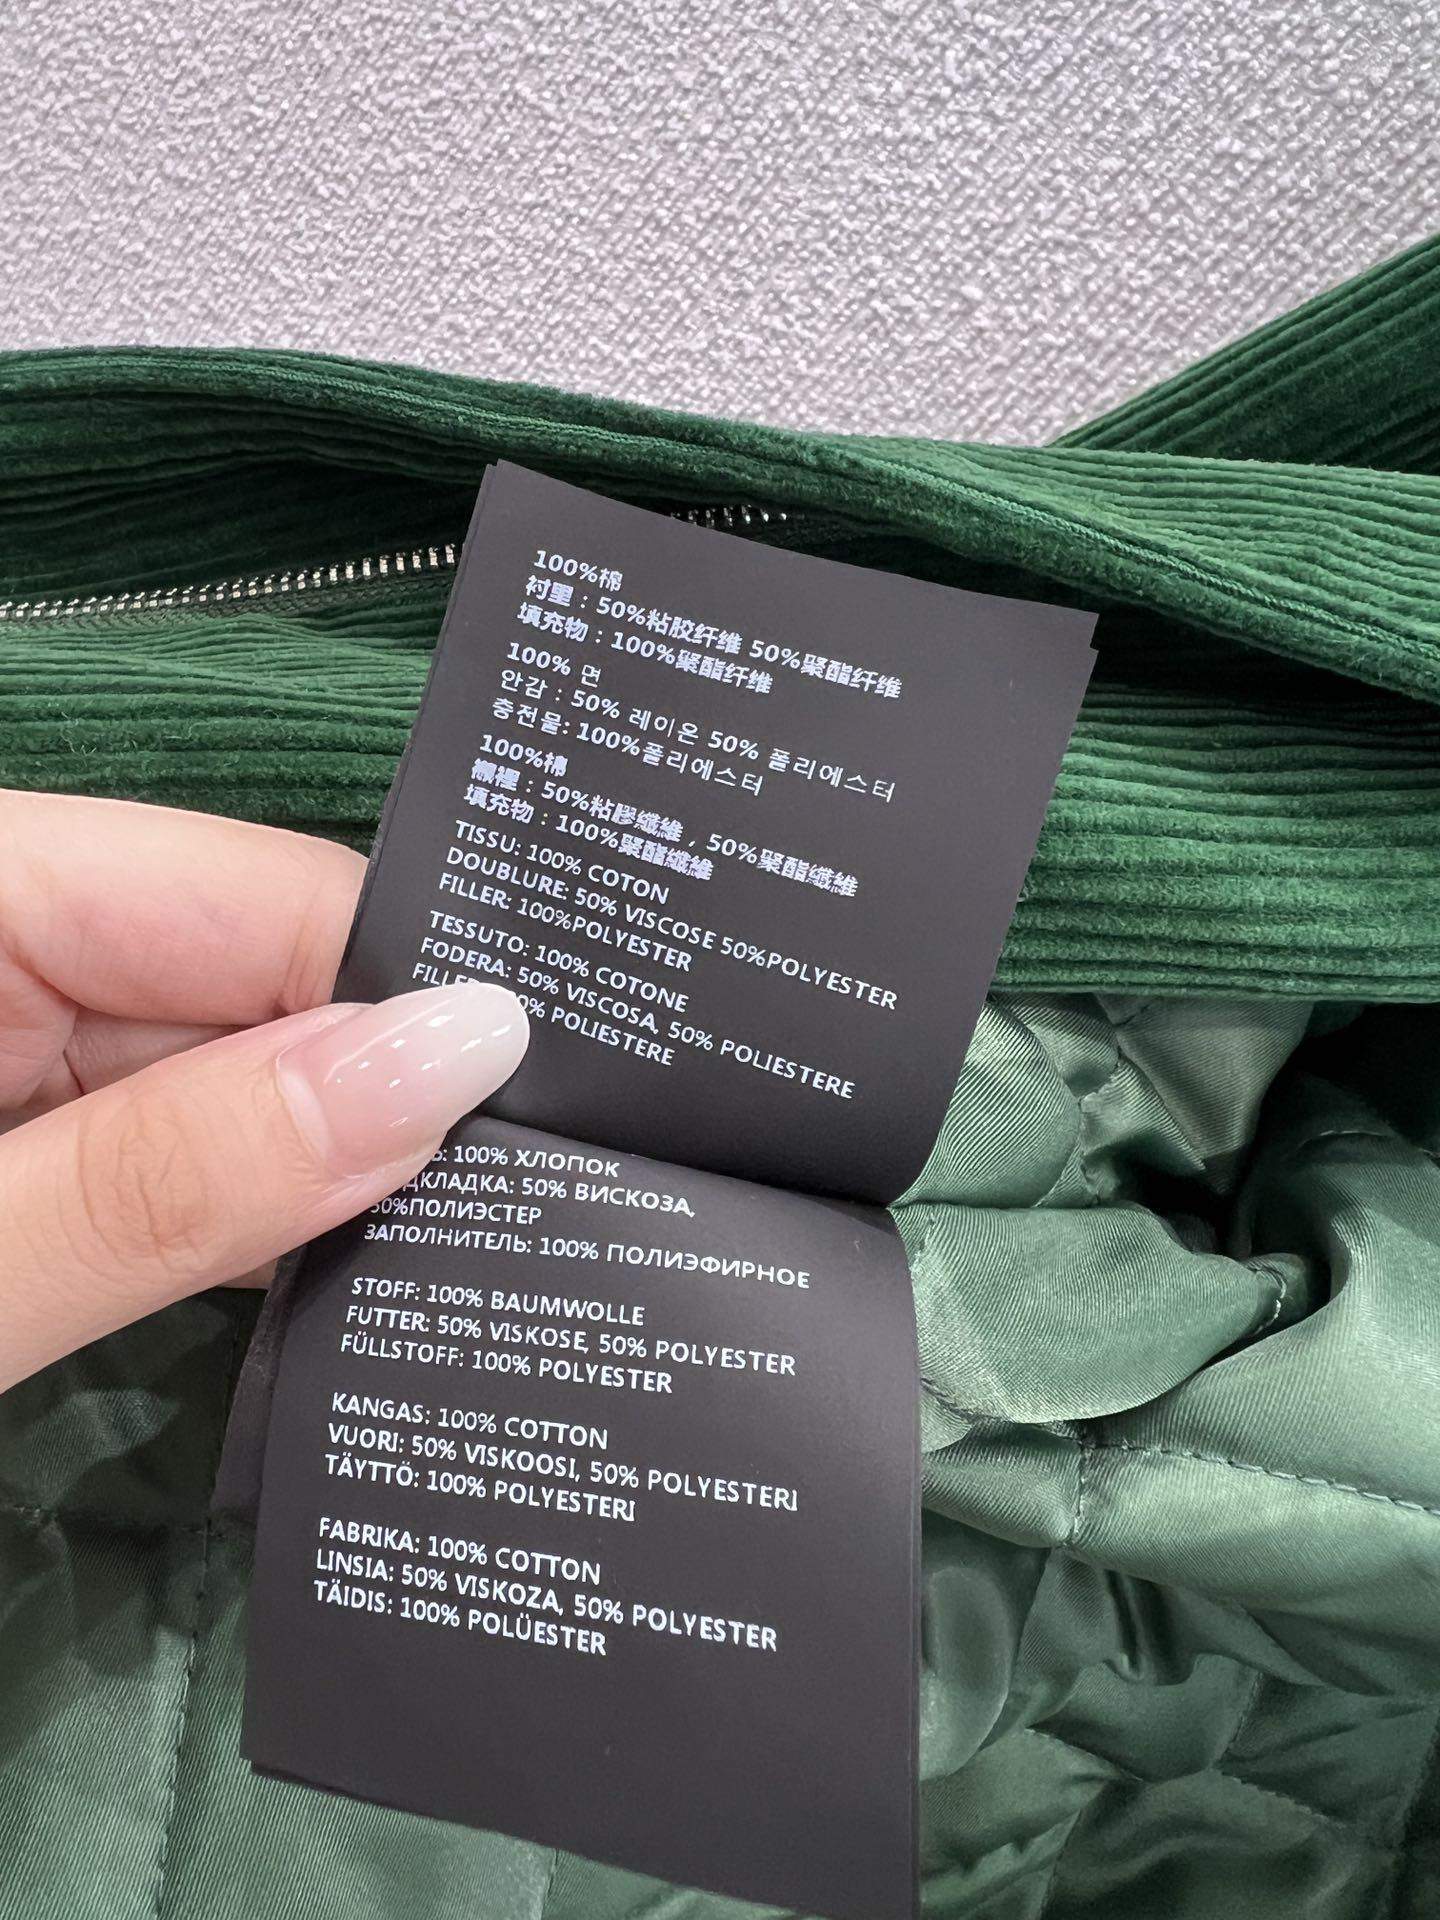 100%棉
衬里：50%粘胶纤维 50%聚酯纤维
填充物：100%聚酯纤维
100% 면
안감 : 50% 레이온 50% 폴리에스터
충전물: 100%폴리에스터
100%棉
襯裡：50%粘膠纖維，50%聚酯纖維
填充物：100%聚酯纖維
TISSU: 100% COTON
DOUBLURE: 50% VISCOSE 50%POLYESTER
FILLER: 100%POLYESTER
TESSUTO: 100% COTONE
FODERA: 50% VISCOSA, 50% POLIESTERE
POLIESTERE
100% ХЛОПОК
50% ВИСКОЗА,
50%ПОЛИЭСТЕР
ЗАПОЛНИТЕЛЬ: 100% ПОЛИЭФИРНОЕ
STOFF: 100% BAUMWOLLE
FUTTER: 50% VISKOSE, 50% POLYESTER
FÜLLSTOFF: 100% POLYESTER
KANGAS: 100% COTTON
VUORI: 50% VISKOOSI, 50% POLYESTERI
TÄYTTÖ: 100% POLYESTERI
FABRIKA: 100% COTTON
LINSIA: 50% VISKOZA, 50% POLYESTER
TÄIDIS: 100% POLÜESTER